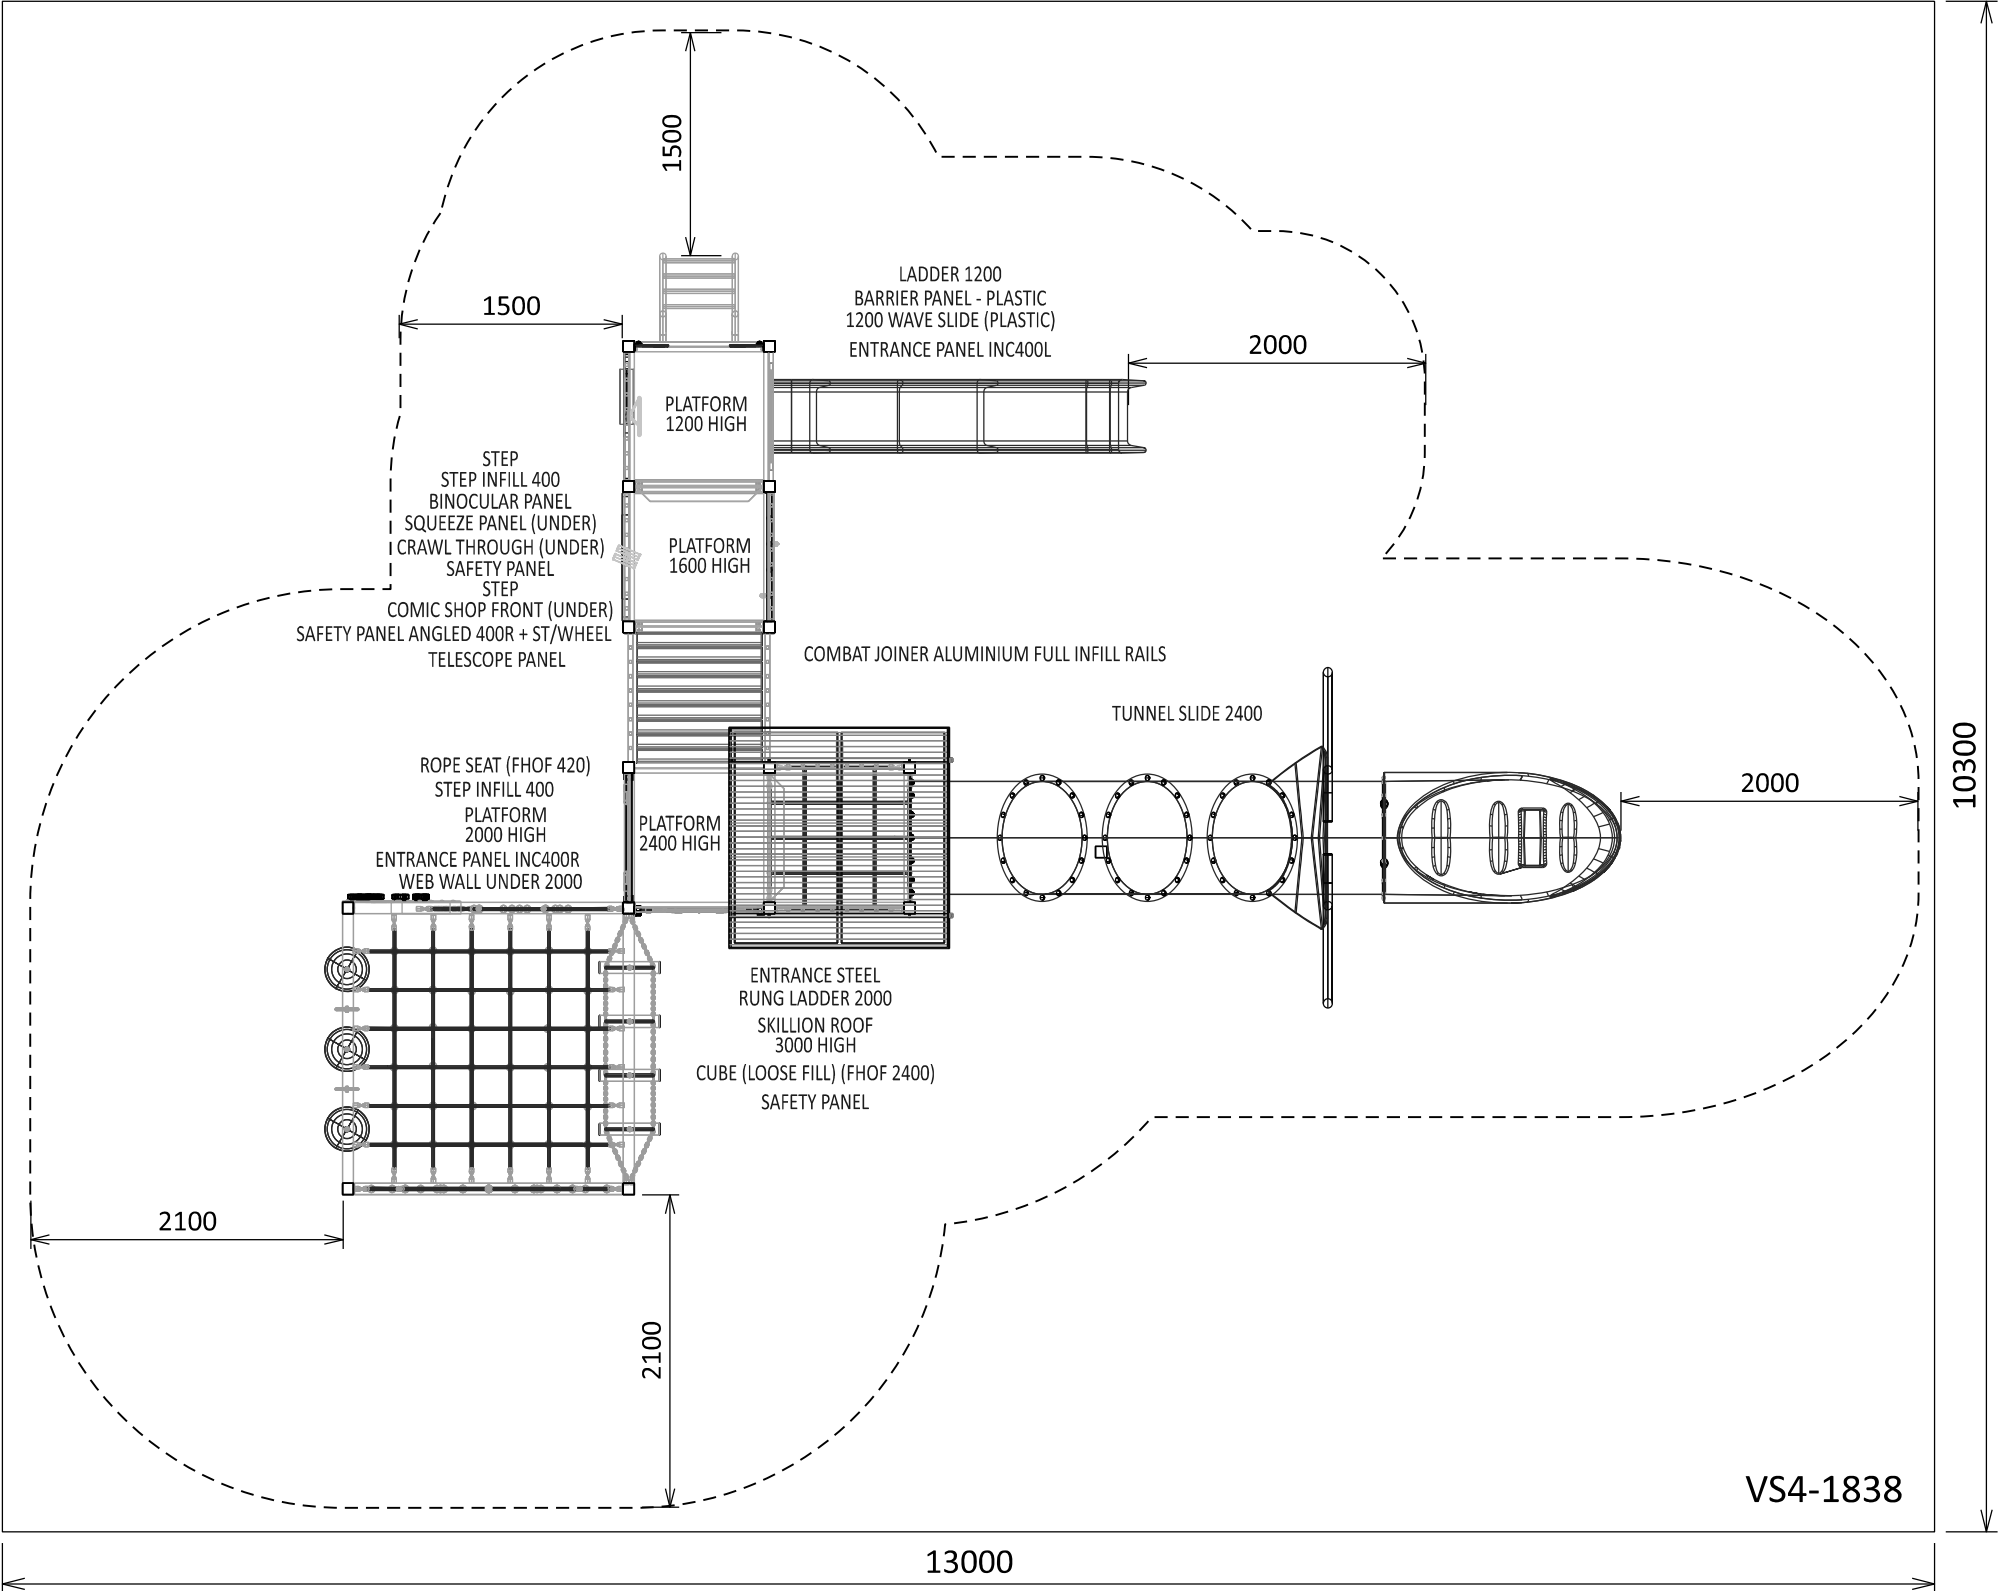 1500
1500
LADDER 1200
BARRIER PANEL - PLASTIC
1200 WAVE SLIDE (PLASTIC)
ENTRANCE PANEL INC400L
2000
PLATFORM
1200 HIGH
STEP
STEP INFILL 400
BINOCULAR PANEL
SQUEEZE PANEL (UNDER)
CRAWL THROUGH (UNDER)
SAFETY PANEL
STEP
COMIC SHOP FRONT (UNDER)
SAFETY PANEL ANGLED 400R + ST/WHEEL
TELESCOPE PANEL
PLATFORM
1600 HIGH
COMBAT JOINER ALUMINIUM FULL INFILL RAILS
TUNNEL SLIDE 2400
ROPE SEAT (FHOF 420)
STEP INFILL 400
PLATFORM
2000 HIGH
ENTRANCE PANEL INC400R
WEB WALL UNDER 2000
PLATFORM
2400 HIGH
2000
10300
ENTRANCE STEEL
RUNG LADDER 2000
SKILLION ROOF
3000 HIGH
CUBE (LOOSE FILL) (FHOF 2400)
SAFETY PANEL
2100
2100
VS4-1838
13000